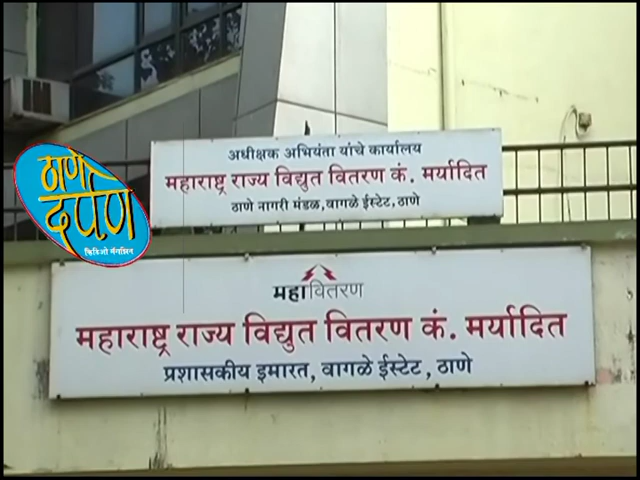 अधीक्षक अभियंता यांचे कार्यालय
महाराष्ट्र राज्य विद्युत वितरण कं. मर्यादित
ठाणे नागरी मंडळ, वागळे ईस्टेट, ठाणे
ठाणे
दर्पण
व्हिडिओ मॅगझिन
महावितरण
महाराष्ट्र राज्य विद्युत वितरण कं. मर्यादित
प्रशासकीय इमारत, वागळे ईस्टेट, ठाणे